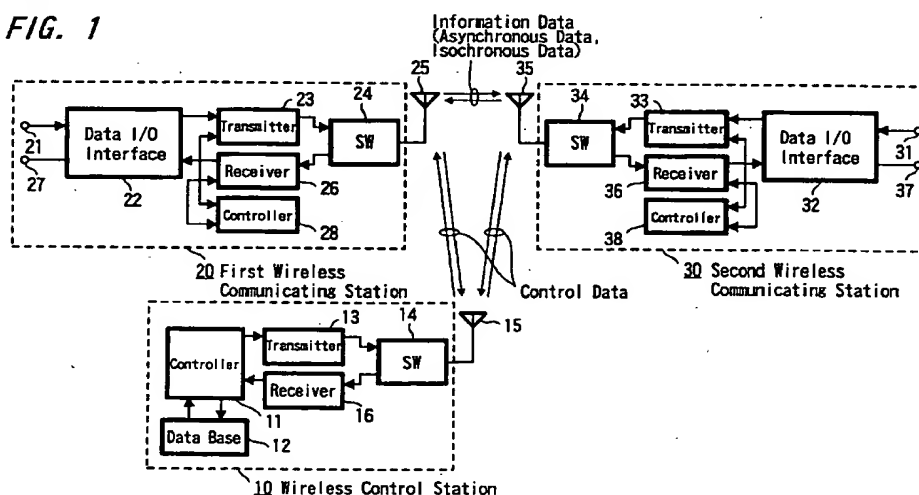 FIG. 1
Information Data
(Asynchronous Data,
Isochronous Data)
25
35
23
24
34
33
21
27
Data I/O
Interface
22
Transmitter
Receiver
26
Controller
28
SW
SW
Transmitter
Receiver
36
Controller
38
Data I/O
Interface
32
31
37
20 First Wireless
Communicating Station
30 Second Wireless
Communicating Station
Control Data
13
14
15
Controller
11
Transmitter
Receiver
16
SW
Data Base
12
10 Wireless Control Station